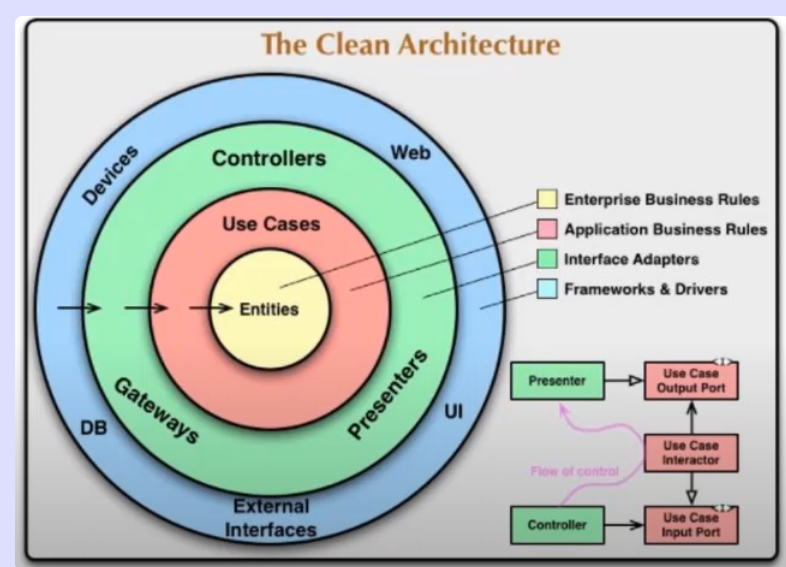 The Clean Architecture
Devices
Web
Controllers
Use Cases
Entities
Gateways
Presenters
DB
UI
External
Interfaces
Enterprise Business Rules
Application Business Rules
Interface Adapters
Frameworks & Drivers
Presenter
Use Case
Output Port
Flow of control
Use Case
Interactor
Controller
Use Case
Input Port